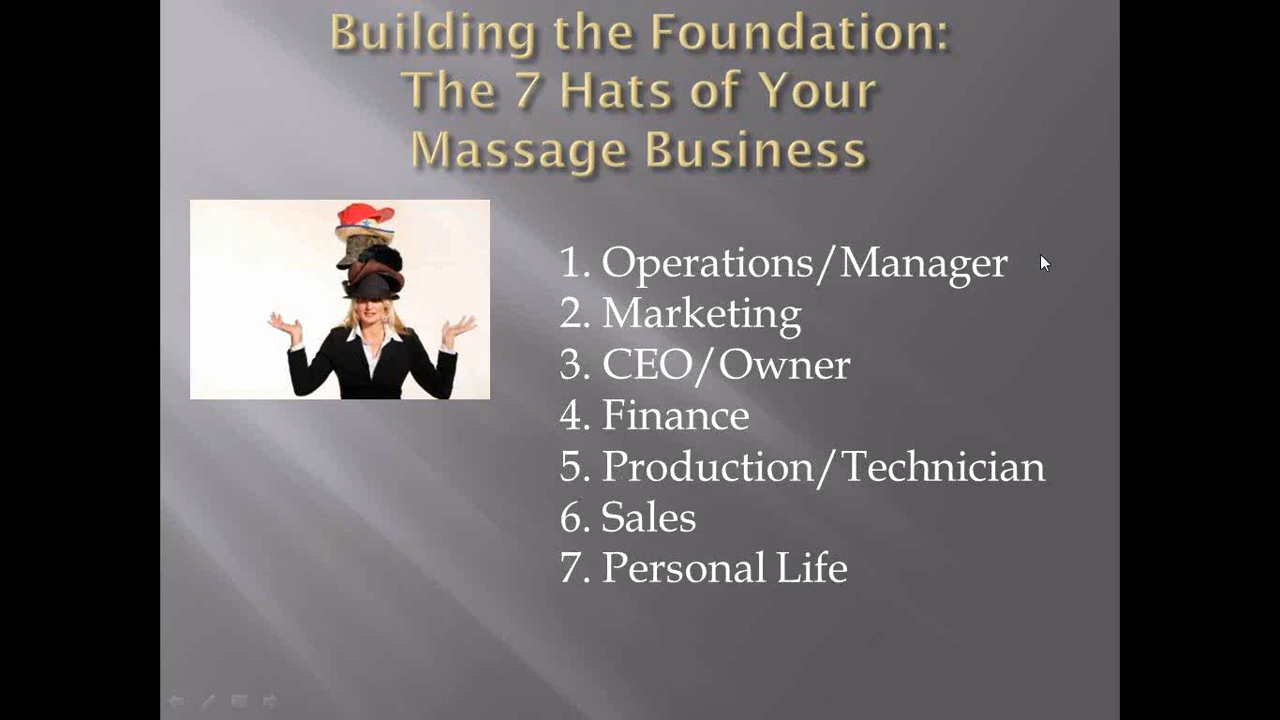 Building the Foundation:
The 7 Hats of Your
Massage Business
1. Operations/Manager
2. Marketing
3. CEO/Owner
4. Finance
5. Production/Technician
6. Sales
7. Personal Life